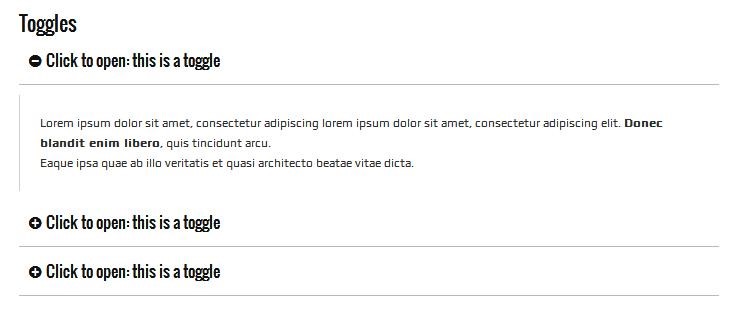 Toggles
Click to open: this is a toggle
Lorem ipsum dolor sit amet, consectetur adipiscing lorem ipsum dolor sit amet, consectetur adipiscing elit. Donec
blandit enim libero, quis tincidunt arcu.
Eaque ipsa quae ab illo veritatis et quasi architecto beatae vitae dicta.
Click to open: this is a toggle
Click to open: this is a toggle